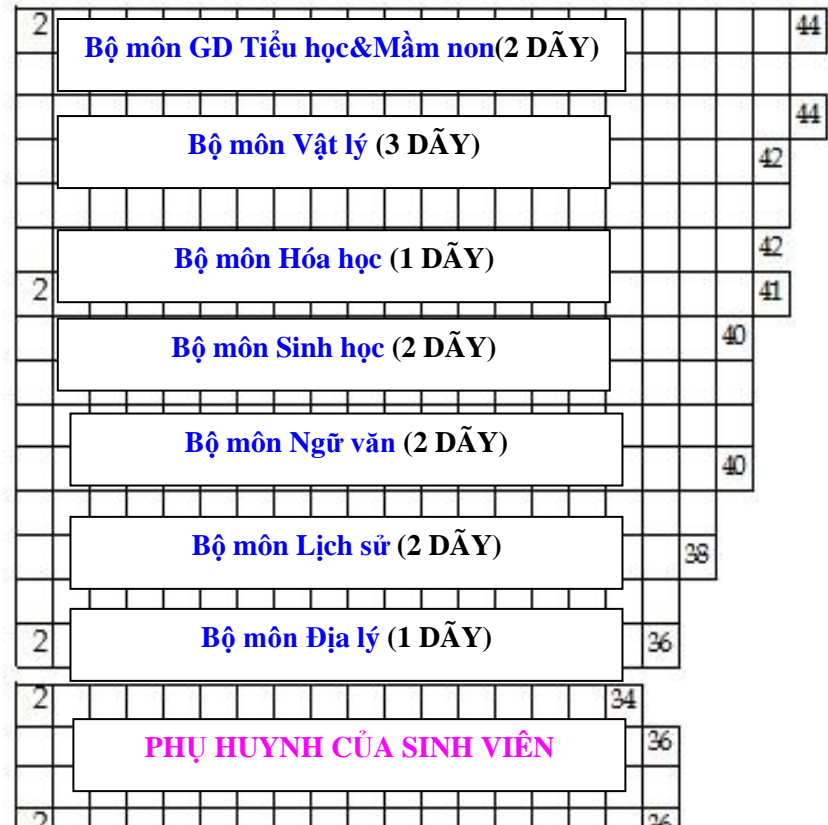 2 44
Bộ môn GD Tiểu học&Mầm non(2 DÃY)
44
Bộ môn Vật lý (3 DÃY)
42
42
Bộ môn Hóa học (1 DÃY)
2 41
40
Bộ môn Sinh học (2 DÃY)
Bộ môn Ngữ văn (2 DÃY)
40
Bộ môn Lịch sử (2 DÃY)
38
Bộ môn Địa lý (1 DÃY)
2 36
2 34
36
PHỤ HUYNH CỦA SINH VIÊN
2 36